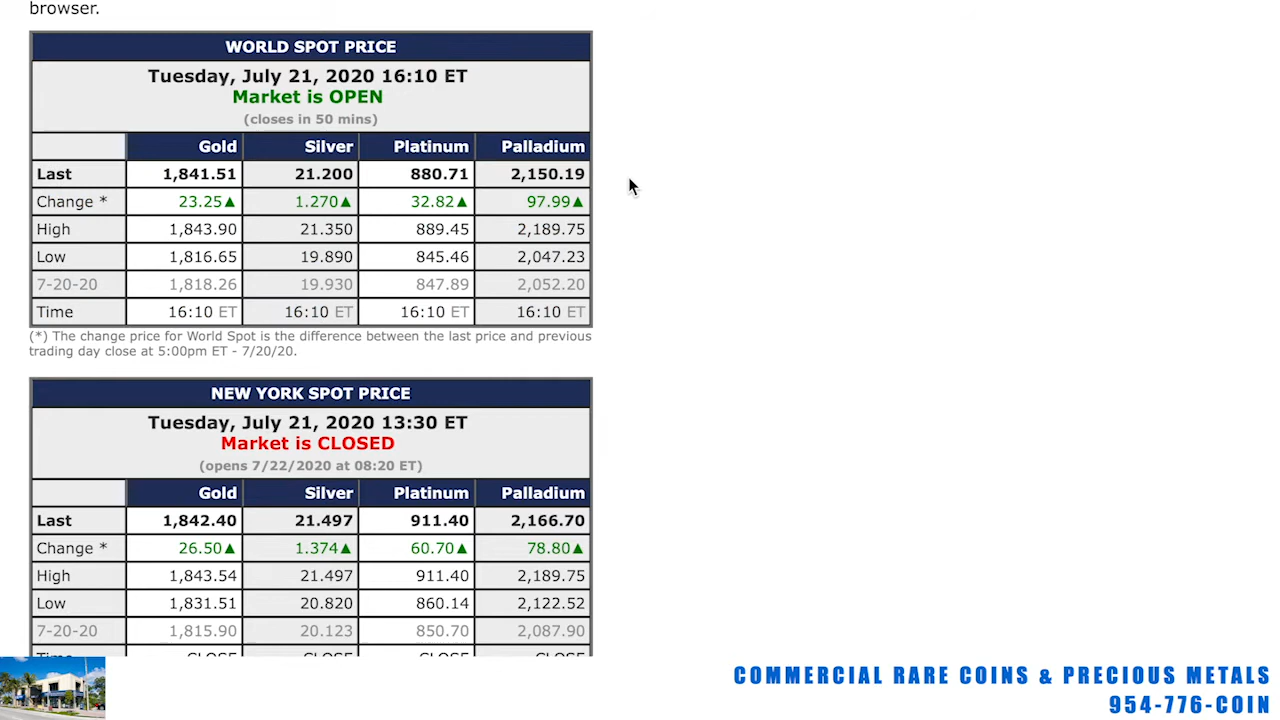 browser.
WORLD SPOT PRICE
Tuesday, July 21, 2020 16:10 ET
Market is OPEN
(closes in 50 mins)
Gold Silver Platinum Palladium
Last 1,841.51 21.200 880.71 2,150.19
Change * 23.25▲ 1.270▲ 32.82▲ 97.99▲
High 1,843.90 21.350 889.45 2,189.75
Low 1,816.65 19.890 845.46 2,047.23
7-20-20 1,818.26 19.930 847.89 2,052.20
Time 16:10 ET 16:10 ET 16:10 ET 16:10 ET
(*) The change price for World Spot is the difference between the last price and previous
trading day close at 5:00pm ET - 7/20/20.
NEW YORK SPOT PRICE
Tuesday, July 21, 2020 13:30 ET
Market is CLOSED
(opens 7/22/2020 at 08:20 ET)
Gold Silver Platinum Palladium
Last 1,842.40 21.497 911.40 2,166.70
Change * 26.50▲ 1.374▲ 60.70▲ 78.80▲
High 1,843.54 21.497 911.40 2,189.75
Low 1,831.51 20.820 860.14 2,122.52
7-20-20 1,815.90 20.123 850.70 2,087.90
Time CLOSE CLOSE CLOSE CLOSE
COMMERCIAL RARE COINS & PRECIOUS METALS
954-776-COIN